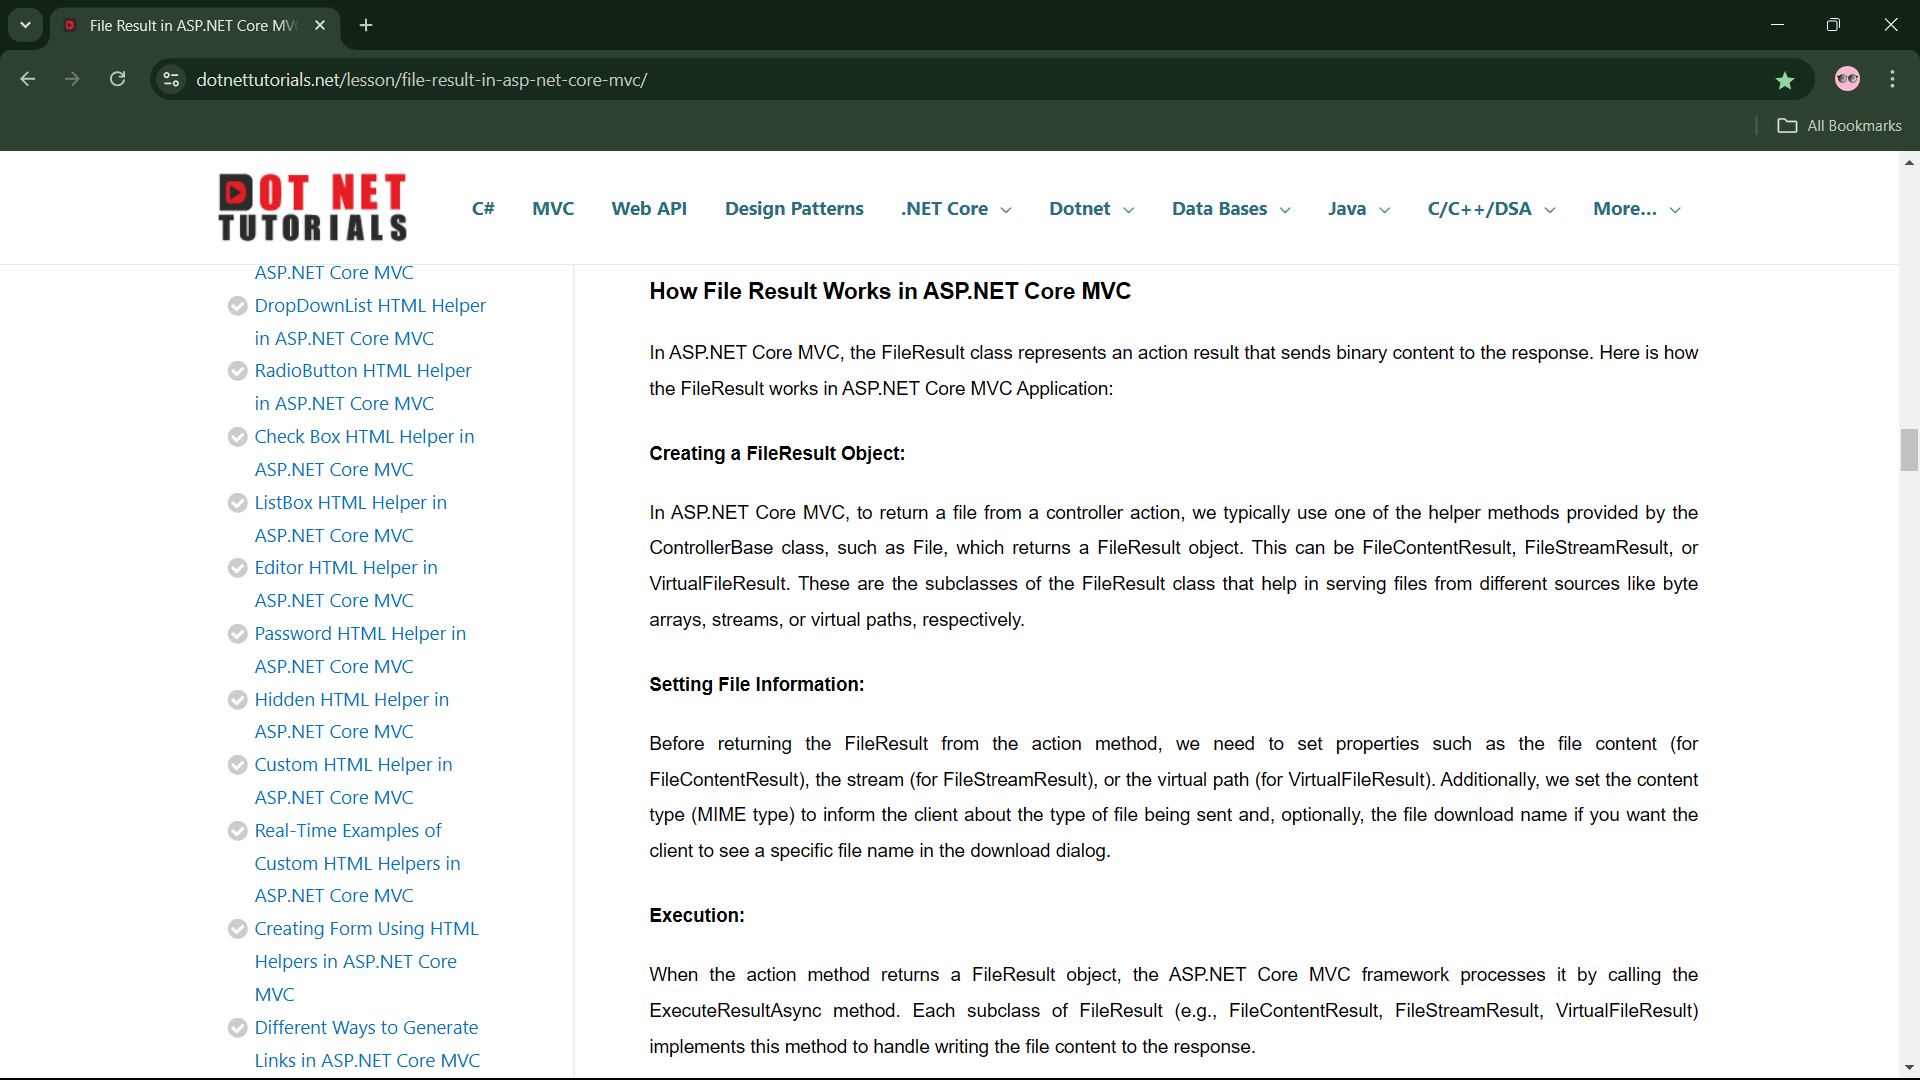 File Result in ASP.NET Core MV
dotnettutorials.net/lesson/file-result-in-asp-net-core-mvc/
All Bookmarks
DOT NET
TUTORIALS
C# MVC Web API Design Patterns .NET Core Dotnet Data Bases Java C/C++/DSA More...
ASP.NET Core MVC
DropDownList HTML Helper
in ASP.NET Core MVC
RadioButton HTML Helper
in ASP.NET Core MVC
Check Box HTML Helper in
ASP.NET Core MVC
ListBox HTML Helper in
ASP.NET Core MVC
Editor HTML Helper in
ASP.NET Core MVC
Password HTML Helper in
ASP.NET Core MVC
Hidden HTML Helper in
ASP.NET Core MVC
Custom HTML Helper in
ASP.NET Core MVC
Real-Time Examples of
Custom HTML Helpers in
ASP.NET Core MVC
Creating Form Using HTML
Helpers in ASP.NET Core
MVC
Different Ways to Generate
Links in ASP.NET Core MVC
How File Result Works in ASP.NET Core MVC
In ASP.NET Core MVC, the FileResult class represents an action result that sends binary content to the response. Here is how
the FileResult works in ASP.NET Core MVC Application:
Creating a FileResult Object:
In ASP.NET Core MVC, to return a file from a controller action, we typically use one of the helper methods provided by the
ControllerBase class, such as File, which returns a FileResult object. This can be FileContentResult, FileStreamResult, or
VirtualFileResult. These are the subclasses of the FileResult class that help in serving files from different sources like byte
arrays, streams, or virtual paths, respectively.
Setting File Information:
Before returning the FileResult from the action method, we need to set properties such as the file content (for
FileContentResult), the stream (for FileStreamResult), or the virtual path (for VirtualFileResult). Additionally, we set the content
type (MIME type) to inform the client about the type of file being sent and, optionally, the file download name if you want the
client to see a specific file name in the download dialog.
Execution:
When the action method returns a FileResult object, the ASP.NET Core MVC framework processes it by calling the
ExecuteResultAsync method. Each subclass of FileResult (e.g., FileContentResult, FileStreamResult, VirtualFileResult)
implements this method to handle writing the file content to the response.